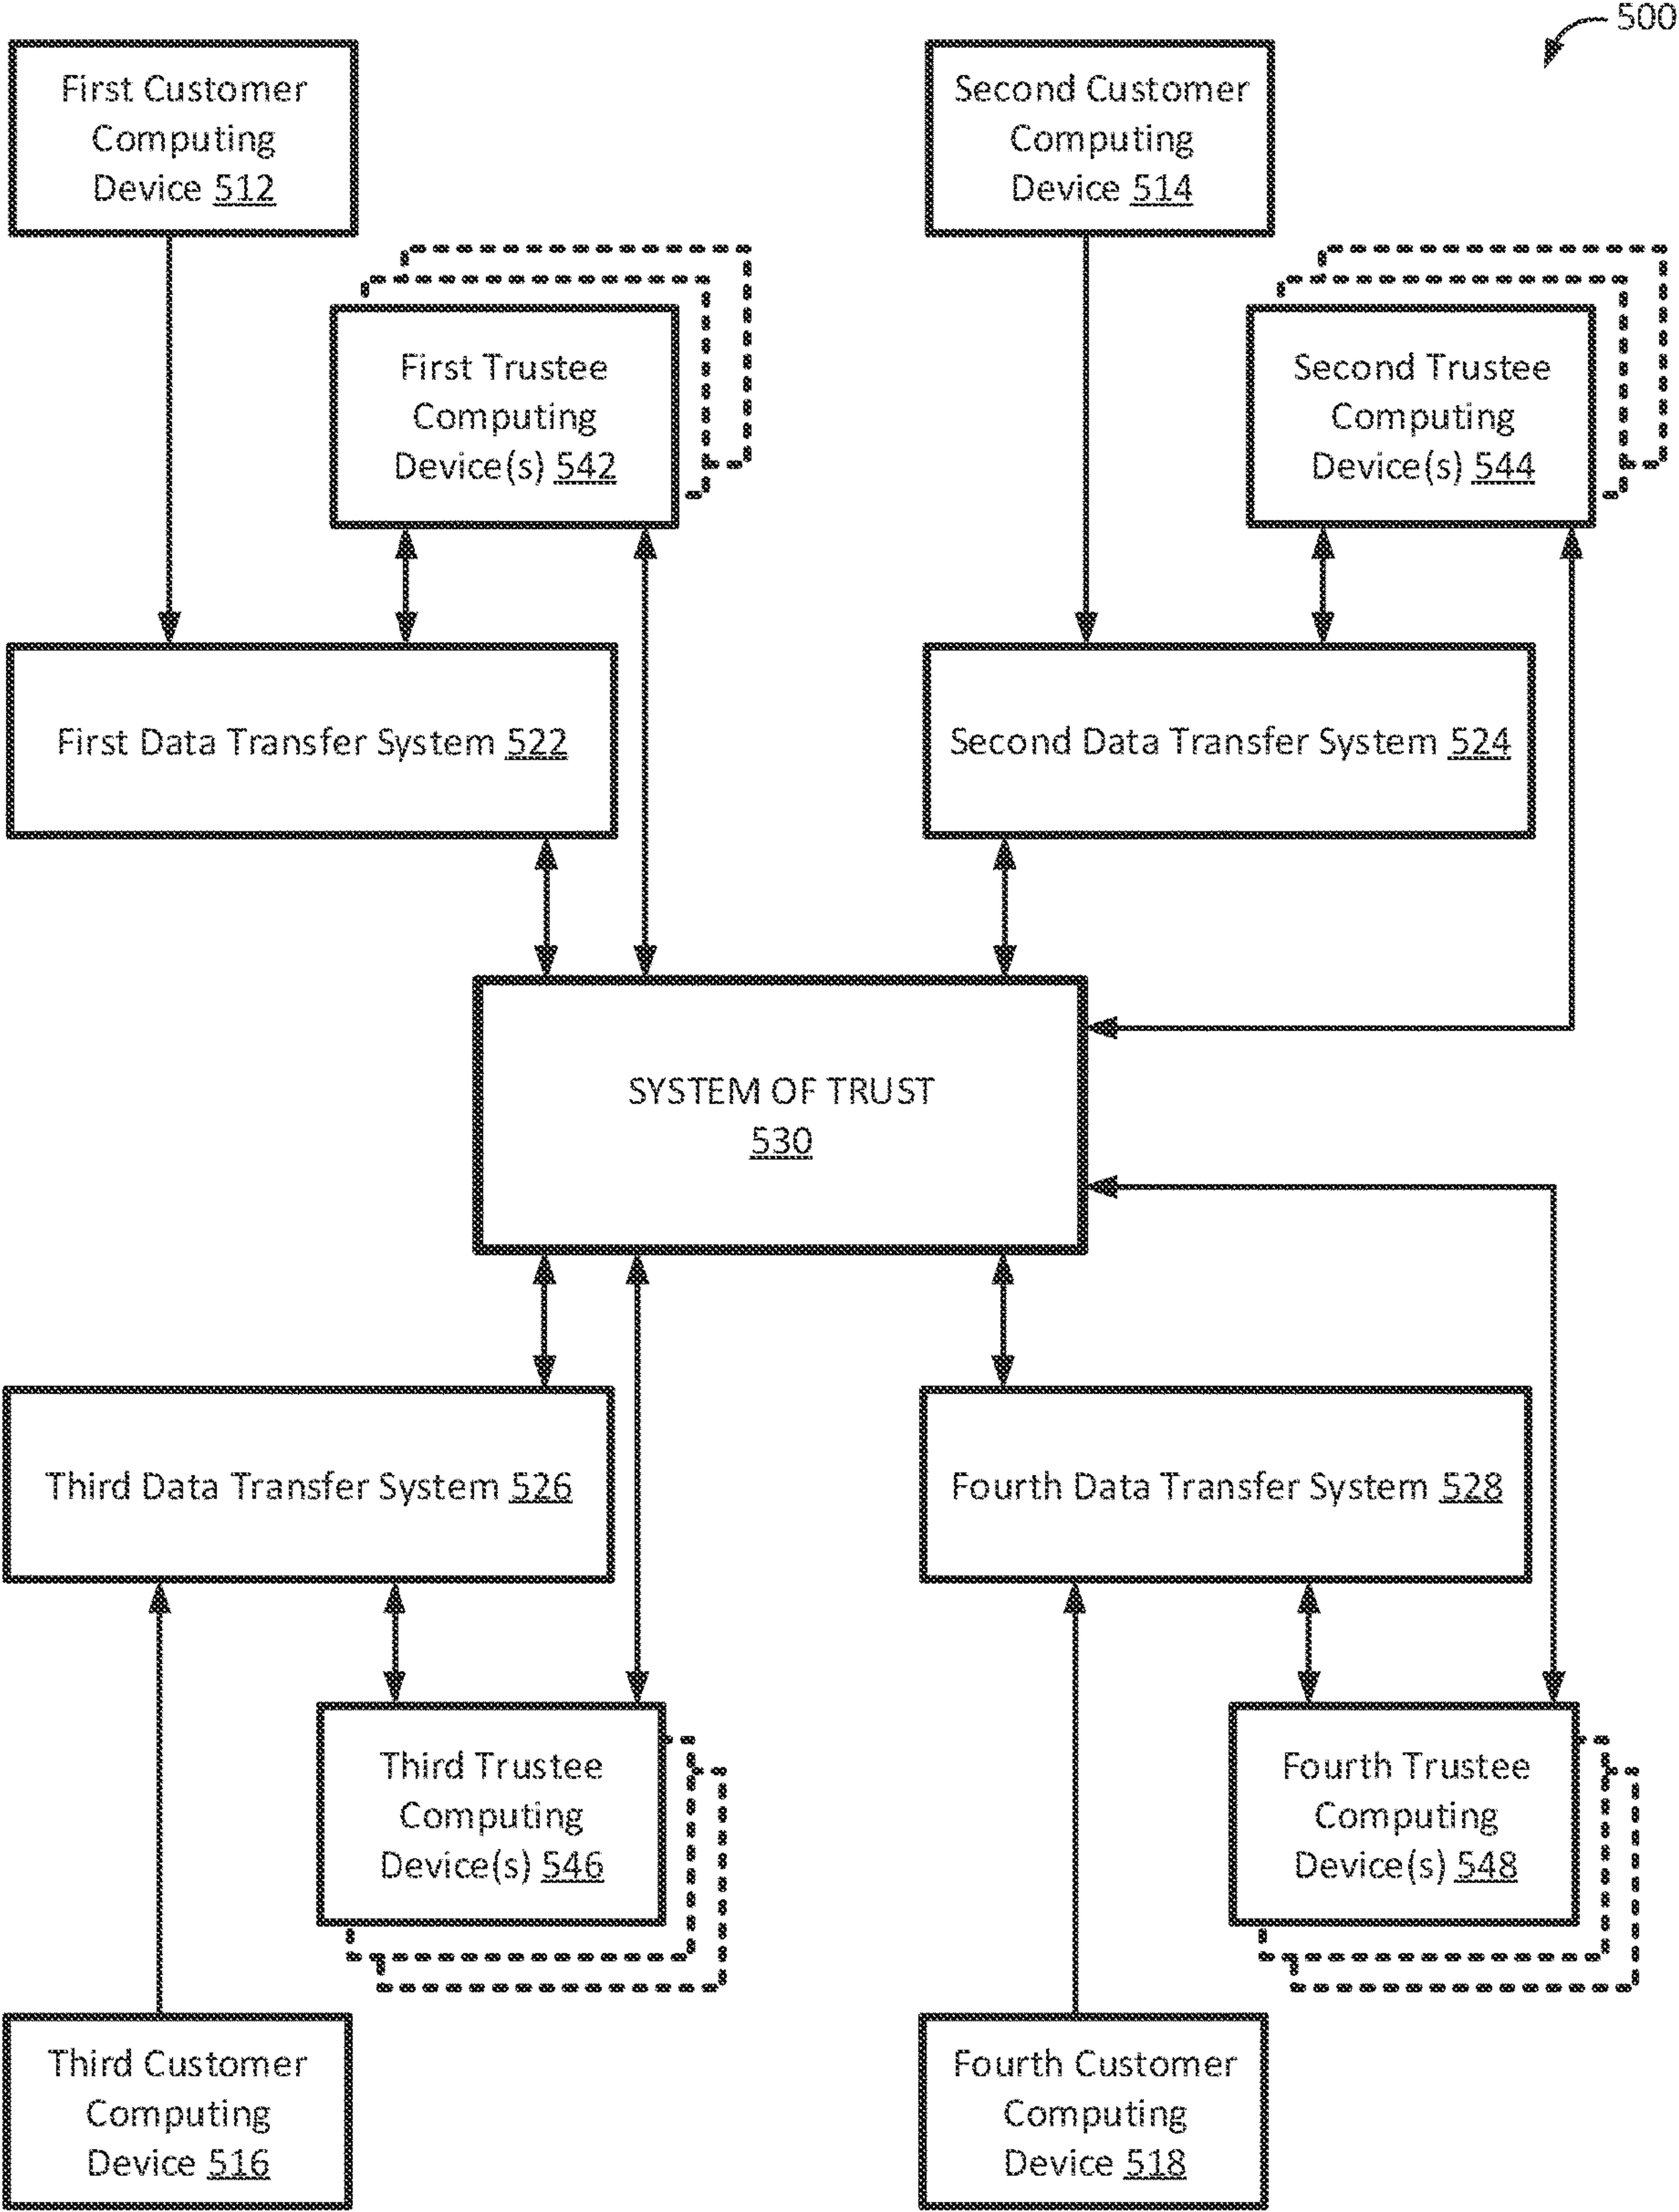 500
First Customer
Computing
Device 512
Second Customer
Computing
Device 514
First Trustee
Computing
Device(s) 542
Second Trustee
Computing
Device(s) 544
First Data Transfer System 522
Second Data Transfer System 524
SYSTEM OF TRUST
530
Third Data Transfer System 526
Fourth Data Transfer System 528
Third Trustee
Computing
Device(s) 546
Fourth Trustee
Computing
Device(s) 548
Third Customer
Computing
Device 516
Fourth Customer
Computing
Device 518